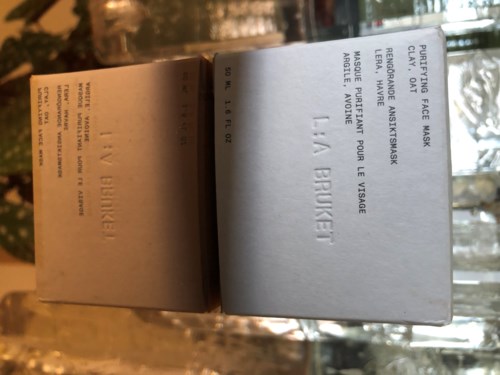 PURIFYING FACE MASK
CLAY, OAT
RENGÖRANDE ANSIKTSMASK
LERA, HAVRE
MASQUE PURIFIANT POUR LE VISAGE
ARGILE, AVOINE
L:A BRUKET
50 ML 1.6 FL OZ